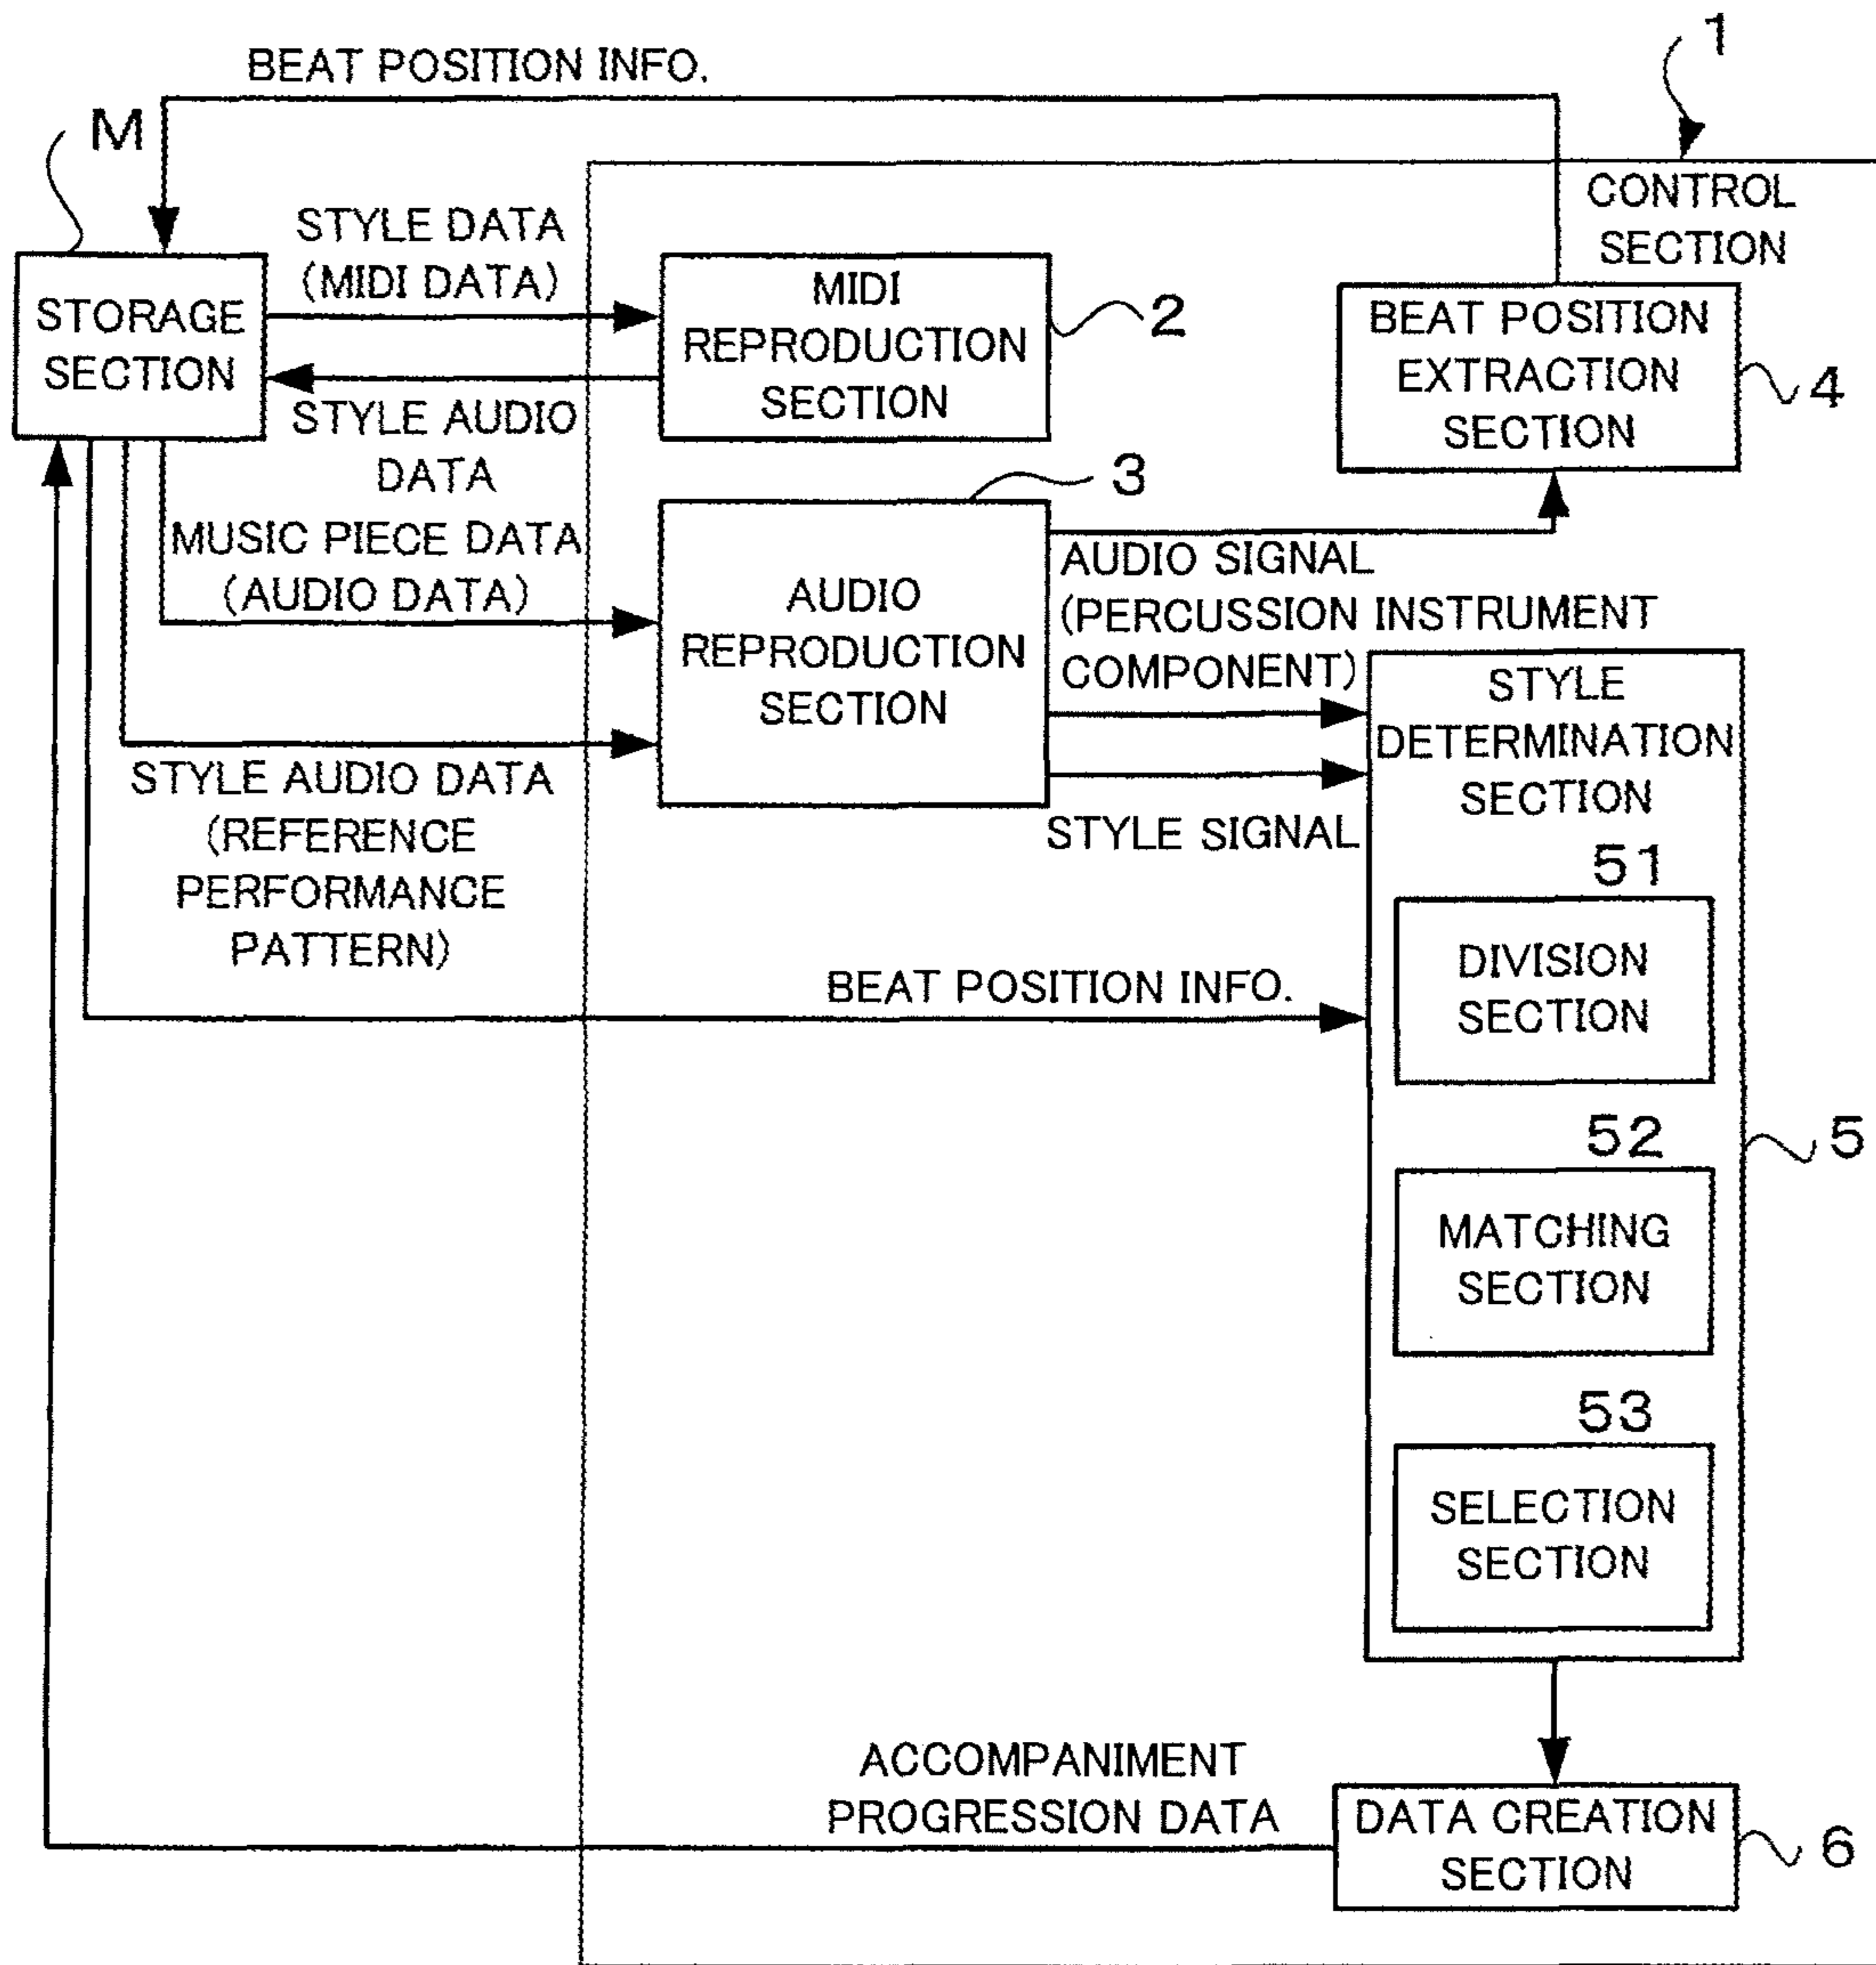 1
BEAT POSITION INFO.
M
CONTROL
SECTION
STYLE DATA
(MIDI DATA)
STORAGE
SECTION
MIDI
REPRODUCTION
SECTION
2
BEAT POSITION
EXTRACTION
SECTION
4
STYLE AUDIO
DATA
3
MUSIC PIECE DATA
(AUDIO DATA)
AUDIO
REPRODUCTION
SECTION
AUDIO SIGNAL
(PERCUSSION INSTRUMENT
COMPONENT)
STYLE
DETERMINATION
SECTION
STYLE AUDIO DATA
(REFERENCE
PERFORMANCE
PATTERN)
STYLE SIGNAL
51
DIVISION
SECTION
BEAT POSITION INFO.
52
5
MATCHING
SECTION
53
SELECTION
SECTION
ACCOMPANIMENT
PROGRESSION DATA
DATA CREATION
SECTION
6